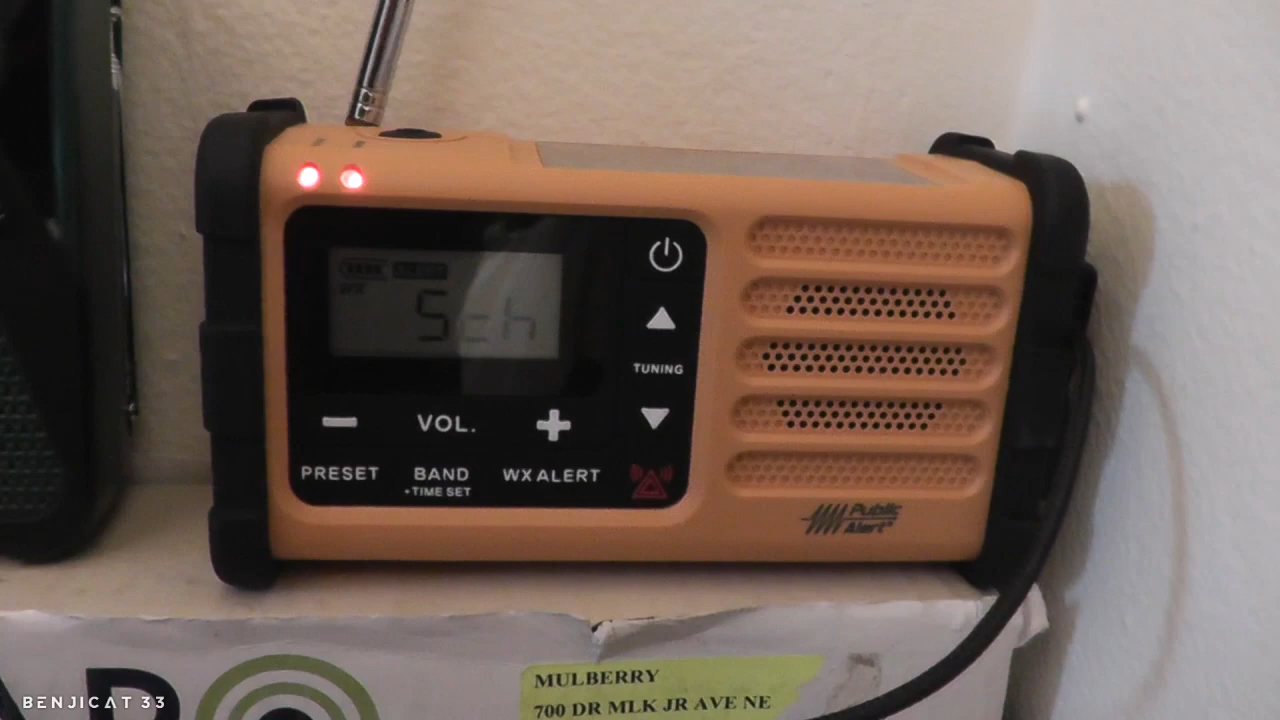 Sch
TUNING
VOL.
PRESET
BAND
WX ALERT
+TIME SET
Public
Alert®
MULBERRY
700 DR MLK JR AVE NE
BENJICAT 33